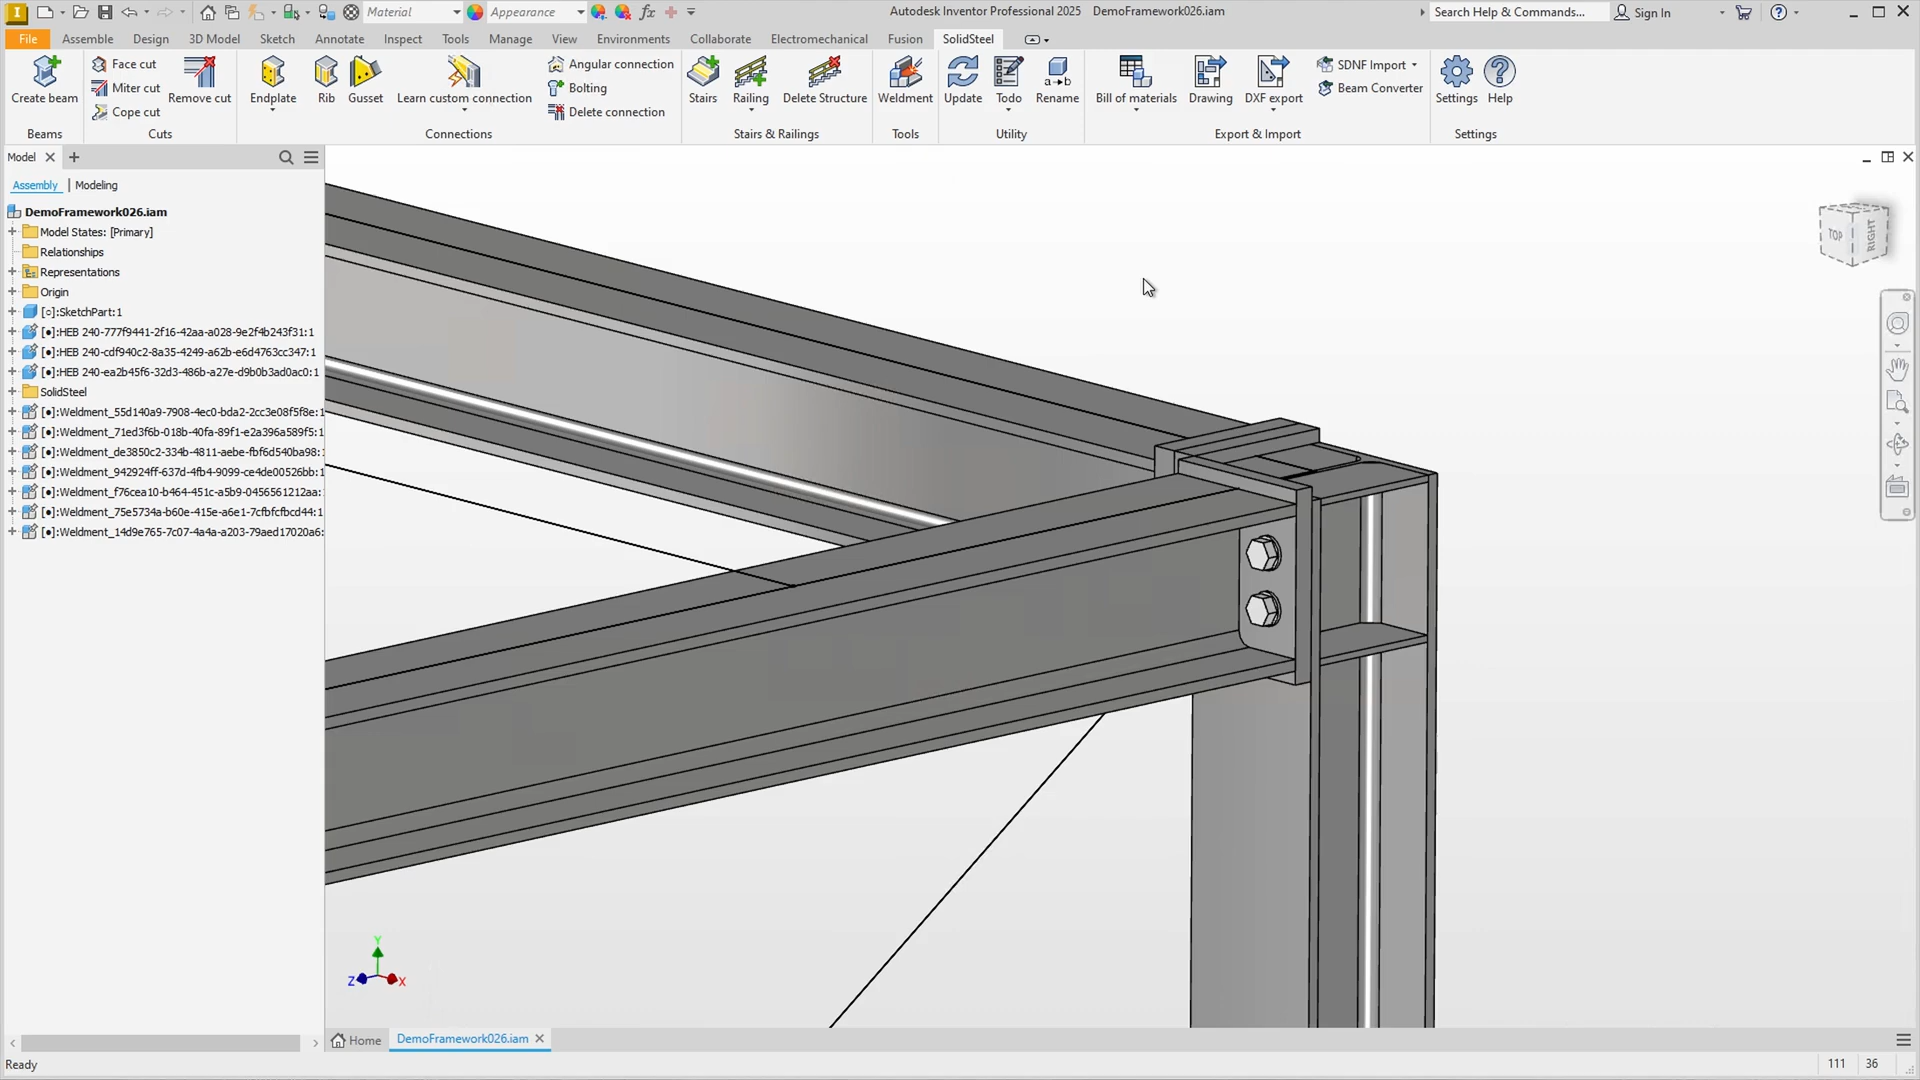 Material
Appearance
Autodesk Inventor Professional 2025 DemoFramework026.iam
Search Help & Commands...
Sign In
File Assemble Design 3D Model Sketch Annotate Inspect Tools Manage View Environments Collaborate Electromechanical Fusion SolidSteel
Create beam
Face cut
Miter cut
Cope cut
Remove cut
Endplate
Rib
Gusset
Learn custom connection
Angular connection
Bolting
Delete connection
Stairs
Railing
Delete Structure
Weldment
Update
Todo
a→b
Rename
Bill of materials
Drawing
DXF export
SDNF Import
Beam Converter
Settings
Help
Beams
Cuts
Connections
Stairs & Railings
Tools
Utility
Export & Import
Settings
Model
Assembly | Modeling
DemoFramework026.iam
Model States: [Primary]
Relationships
Representations
Origin
[○]:SketchPart:1
[●]:HEB 240-777f9441-2f16-42aa-a028-9e2f4b243f31:1
[●]:HEB 240-cdf940c2-8a35-4249-a62b-e6d4763cc347:1
[●]:HEB 240-ea2b45f6-32d3-486b-a27e-d9b0b3ad0ac0:1
SolidSteel
[●]:Weldment_55d140a9-7908-4ec0-bda2-2cc3e08f5f8e:1
[●]:Weldment_71ed3f6b-018b-40fa-89f1-e2a396a589f5:1
[●]:Weldment_de3850c2-334b-4811-aebe-fbf6d540ba98:1
[●]:Weldment_942924ff-637d-4fb4-9099-ce4de00526bb:1
[●]:Weldment_f76cea10-b464-451c-a5b9-0456561212aa:
[●]:Weldment_75e5734a-b60e-415e-a6e1-7cfbfcfbcd44:1
[●]:Weldment_14d9e765-7c07-4a4a-a203-79aed17020a6:
TOP
RIGHT
Y
Z
X
Home
DemoFramework026.iam
Ready
111 36